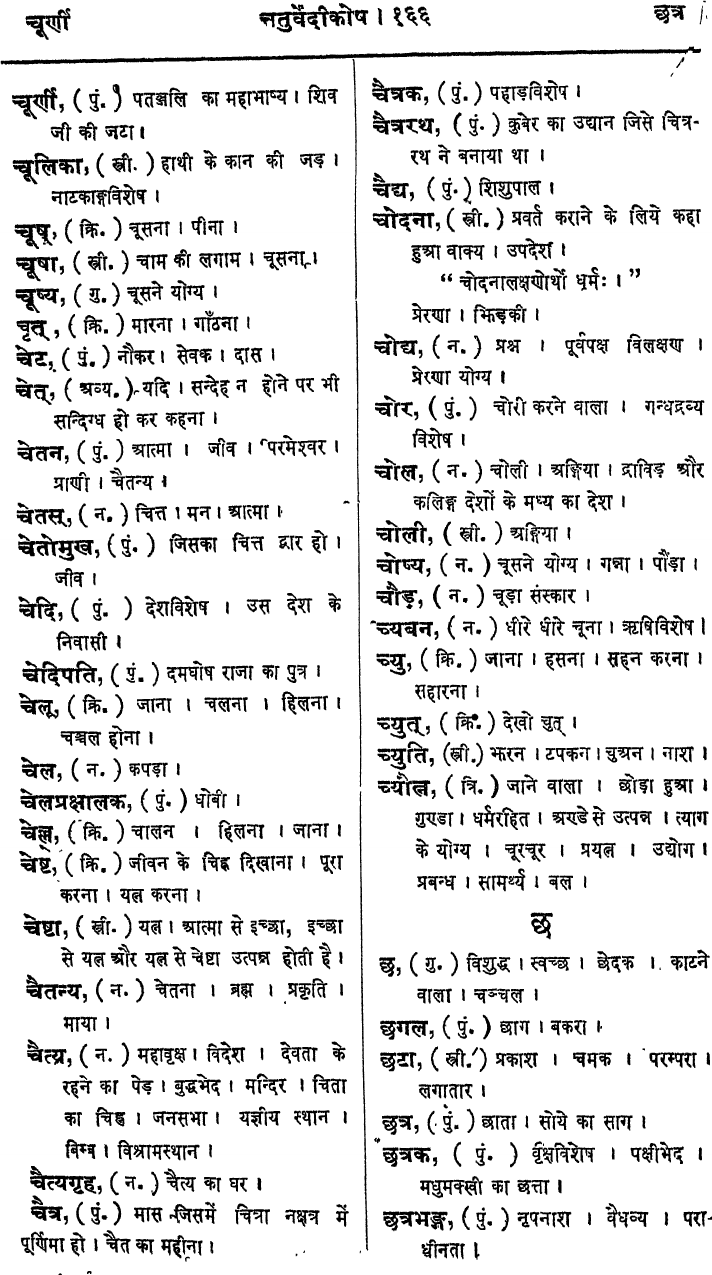 चूर्णी चतुर्वेदीकोष । १६६ छत्र
चूर्णी, ( पुं. ) पतञ्जलि का महाभाष्य । शिव
जी की जटा ।
चूलिका, ( स्त्री. ) हाथी के कान की जड़ ।
नाटकाङ्गविशेष ।
चूष्, ( क्रि. ) चूसना । पीना ।
चूषा, ( स्त्री. ) चाम की लगाम । चूसना ।
चूष्य, ( गु. ) चूसने योग्य ।
चृत्, ( क्रि. ) मारना । गाँठना ।
चेट, ( पुं. ) नौकर । सेवक । दास ।
चेत्, ( अव्य. ) यदि । सन्देह न होने पर भी
सन्दिग्ध हो कर कहना ।
चेतन, ( पुं. ) आत्मा । जीव । परमेश्वर ।
प्राणी । चैतन्य ।
चेतस्, ( न. ) चित्त । मन । आत्मा ।
चेतोमुख, ( पुं. ) जिसका चित्त द्वार हो ।
जीव ।
चेदि, ( पुं. ) देशविशेष । उस देश के
निवासी ।
चेदिपति, ( पुं. ) दमघोष राजा का पुत्र ।
चेलृ, ( क्रि. ) जाना । चलना । हिलना ।
चञ्चल होना ।
चेल, ( न. ) कपड़ा ।
चेलप्रक्षालक, ( पुं. ) धोबी ।
चेल्ल, ( क्रि. ) चालन । हिलना । जाना ।
चेष्ट, ( क्रि. ) जीवन के चिह्न दिखाना । पूरा
करना । यत्न करना ।
चेष्टा, ( स्त्री. ) यत्न । आत्मा से इच्छा, इच्छा
से यत्न और यत्न से चेष्टा उत्पन्न होती है ।
चैतन्य, ( न. ) चेतना । ब्रह्म । प्रकृति ।
माया ।
चैत्य, ( न. ) महावृक्ष । विदेश । देवता के
रहने का पेड़ । बुद्धभेद । मन्दिर । चिता
का चिह्न । जनसभा । यज्ञीय स्थान ।
बिम्ब । विश्रामस्थान ।
चैत्यगृह, ( न. ) चैत्य का घर ।
चैत्र, ( पुं. ) मास जिसमें चित्रा नक्षत्र में
पूर्णिमा हो । चैत का महीना ।
चैत्रक, ( पुं. ) पहाड़विशेष ।
चैत्ररथ, ( पुं. ) कुबेर का उद्यान जिसे चित्र-
रथ ने बनाया था ।
चैद्य, ( पुं. ) शिशुपाल ।
चोदना, ( स्त्री. ) प्रवर्त कराने के लिये कहा
हुआ वाक्य । उपदेश ।
“ चोदनालक्षणोर्थो धर्मः । ”
प्रेरणा । झिड़की ।
चोद्य, ( न. ) प्रश्न । पूर्वपक्ष विलक्षण ।
प्रेरणा योग्य ।
चोर, ( पुं. ) चोरी करने वाला । गन्धद्रव्य
विशेष ।
चोल, ( न. ) चोली । अङ्गिया । द्राविड़ और
कलिङ्ग देशों के मध्य का देश ।
चोली, ( स्त्री. ) अङ्गिया ।
चोष्य, ( न. ) चूसने योग्य । गन्ना । पौंड़ा ।
चौड़, ( न. ) चूड़ा संस्कार ।
च्यबन, ( न. ) धीरे धीरे चूना । ऋषिविशेष ।
च्यु, ( क्रि. ) जाना । हसना । सहन करना ।
सहारना ।
च्युत्, ( क्रि. ) देखो चुत् ।
च्युति, (स्त्री.) झरन । टपकन । चुअन । नाश ।
च्यौत्न, ( त्रि. ) जाने वाला । छोड़ा हुआ ।
गुण्डा । धर्मरहित । अण्डे से उत्पन्न । त्याग
के योग्य । चूरचूर । प्रयत्न । उद्योग ।
प्रबन्ध । सामर्थ्य । बल ।
छ
छ, ( गु. ) विशुद्ध । स्वच्छ । छेदक । काटने
वाला । चञ्चल ।
छगल, ( पुं. ) छाग । बकरा ।
छटा, ( स्त्री. ) प्रकाश । चमक । परम्परा ।
लगातार ।
छत्र, ( पुं. ) छाता । सोये का साग ।
छत्रक, ( पुं. ) वृक्षविशेष । पक्षीभेद ।
मधुमक्खी का छत्ता ।
छत्रभङ्ग, ( पुं. ) नृपनाश । वैधव्य । परा-
धीनता ।